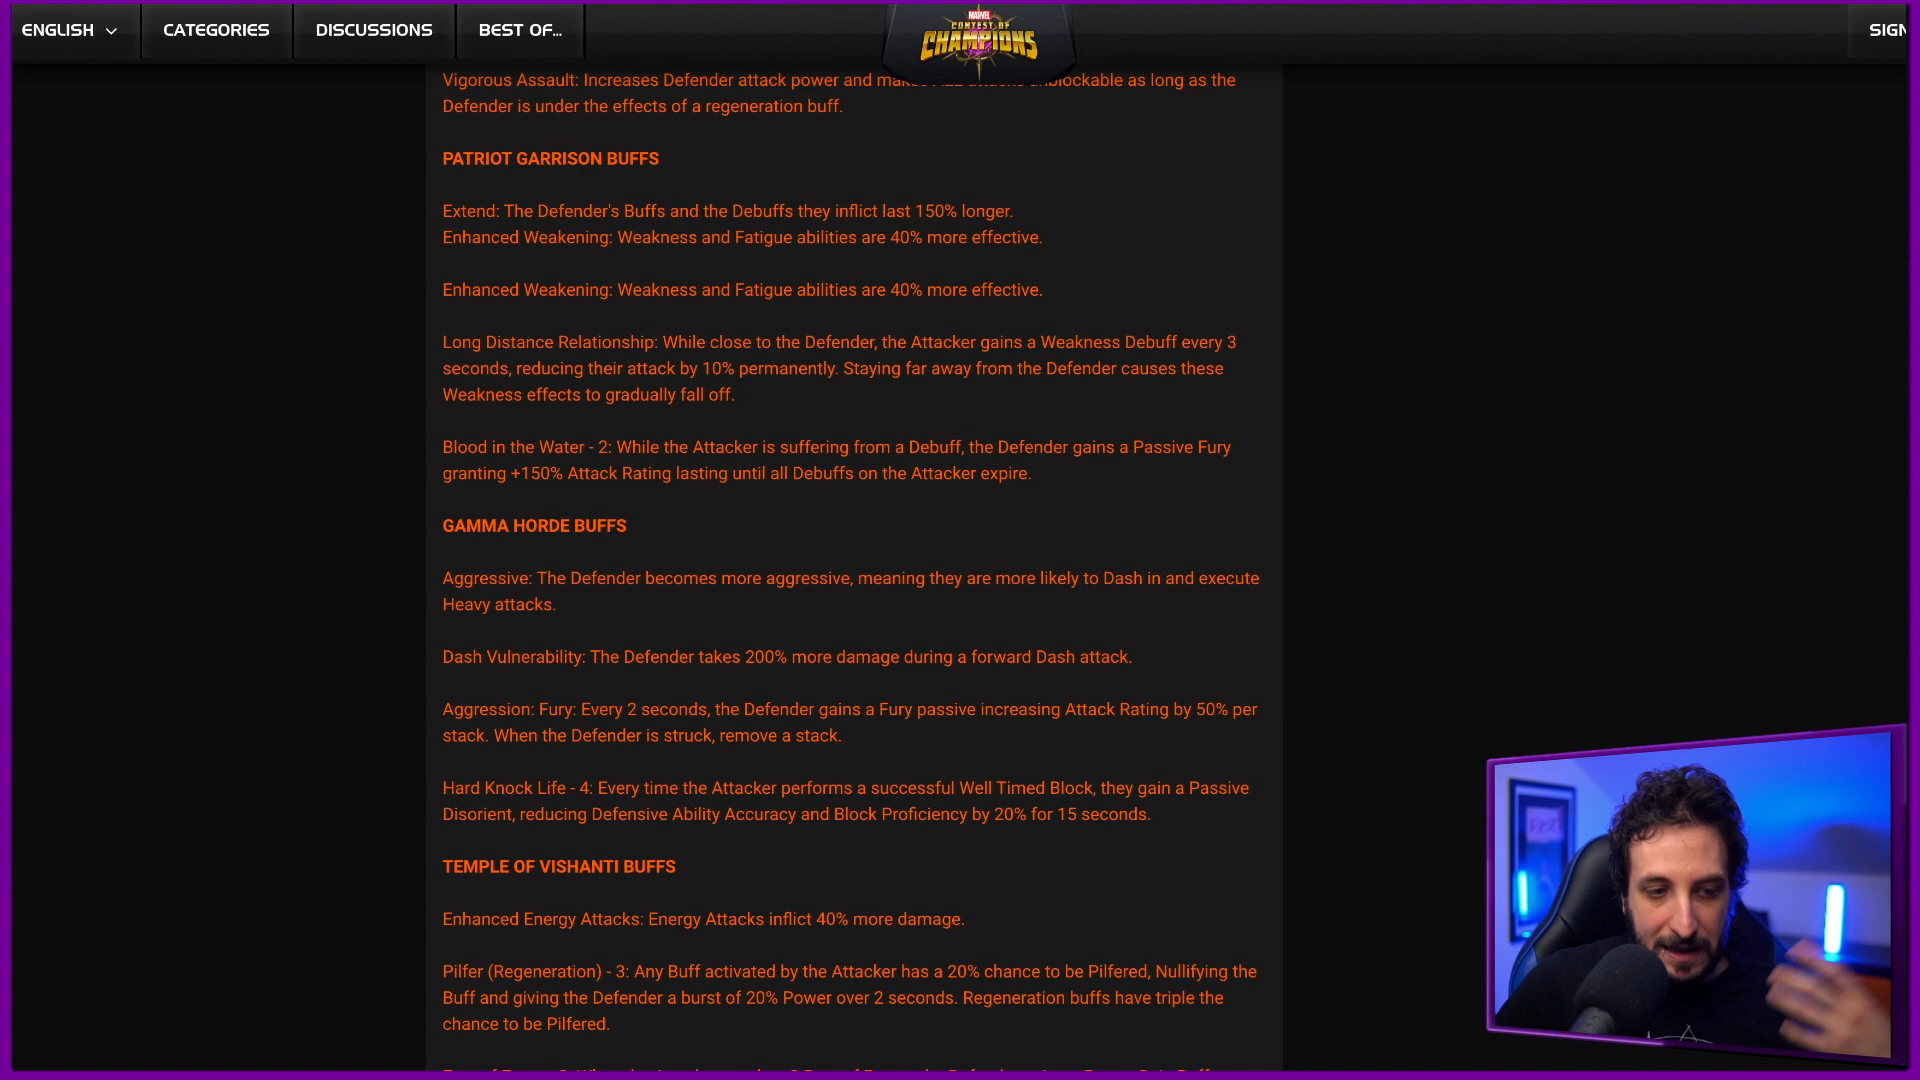 ENGLISH
CATEGORIES
DISCUSSIONS
BEST OF...
MARVEL
CONTEST OF
CHAMPIONS
SIGN
Vigorous Assault: Increases Defender attack power and makes ALL attacks unblockable as long as the
Defender is under the effects of a regeneration buff.
PATRIOT GARRISON BUFFS
Extend: The Defender's Buffs and the Debuffs they inflict last 150% longer.
Enhanced Weakening: Weakness and Fatigue abilities are 40% more effective.
Enhanced Weakening: Weakness and Fatigue abilities are 40% more effective.
Long Distance Relationship: While close to the Defender, the Attacker gains a Weakness Debuff every 3
seconds, reducing their attack by 10% permanently. Staying far away from the Defender causes these
Weakness effects to gradually fall off.
Blood in the Water - 2: While the Attacker is suffering from a Debuff, the Defender gains a Passive Fury
granting +150% Attack Rating lasting until all Debuffs on the Attacker expire.
GAMMA HORDE BUFFS
Aggressive: The Defender becomes more aggressive, meaning they are more likely to Dash in and execute
Heavy attacks.
Dash Vulnerability: The Defender takes 200% more damage during a forward Dash attack.
Aggression: Fury: Every 2 seconds, the Defender gains a Fury passive increasing Attack Rating by 50% per
stack. When the Defender is struck, remove a stack.
Hard Knock Life - 4: Every time the Attacker performs a successful Well Timed Block, they gain a Passive
Disorient, reducing Defensive Ability Accuracy and Block Proficiency by 20% for 15 seconds.
TEMPLE OF VISHANTI BUFFS
Enhanced Energy Attacks: Energy Attacks inflict 40% more damage.
Pilfer (Regeneration) - 3: Any Buff activated by the Attacker has a 20% chance to be Pilfered, Nullifying the
Buff and giving the Defender a burst of 20% Power over 2 seconds. Regeneration buffs have triple the
chance to be Pilfered.